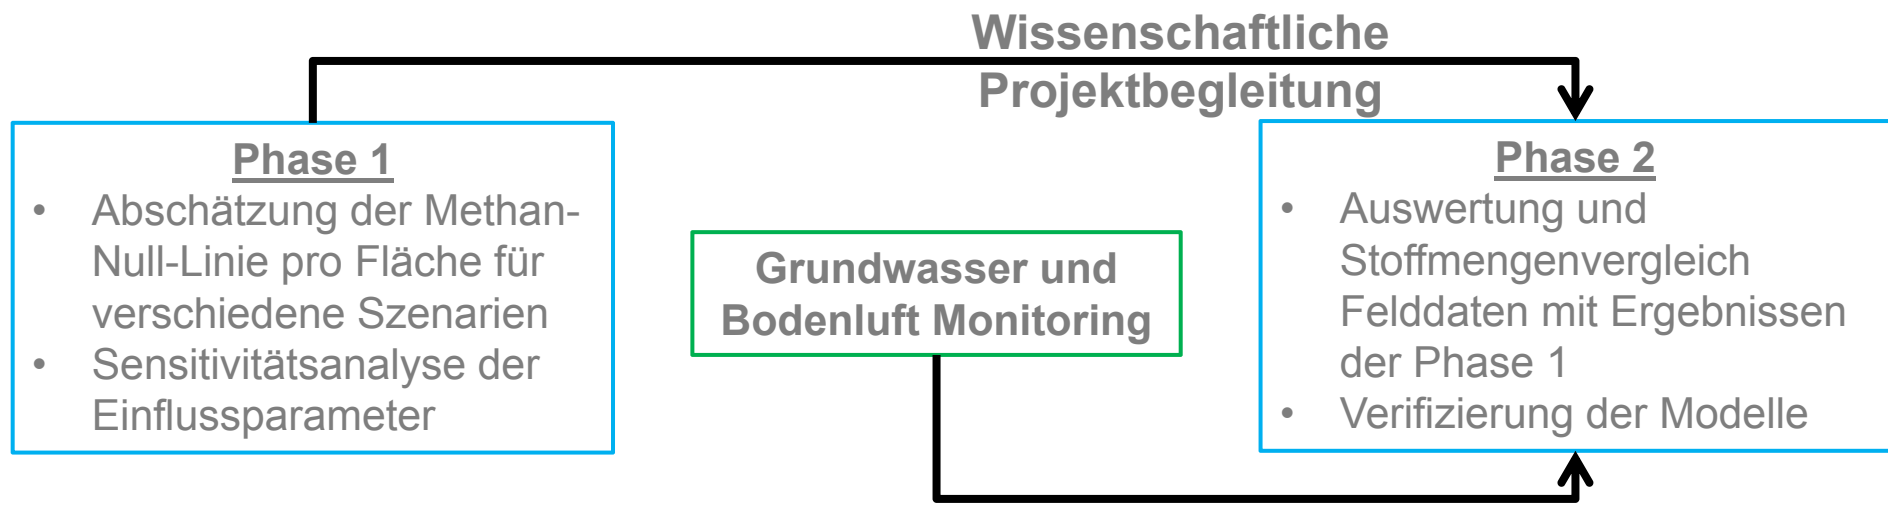 Wissenschaftliche
Projektbegleitung
Phase 1
• Abschätzung der Methan-
Null-Linie pro Fläche für
verschiedene Szenarien
• Sensitivitätsanalyse der
Einflussparameter
Grundwasser und
Bodenluft Monitoring
Phase 2
• Auswertung und
Stoffmengenvergleich
Felddaten mit Ergebnissen
der Phase 1
• Verifizierung der Modelle